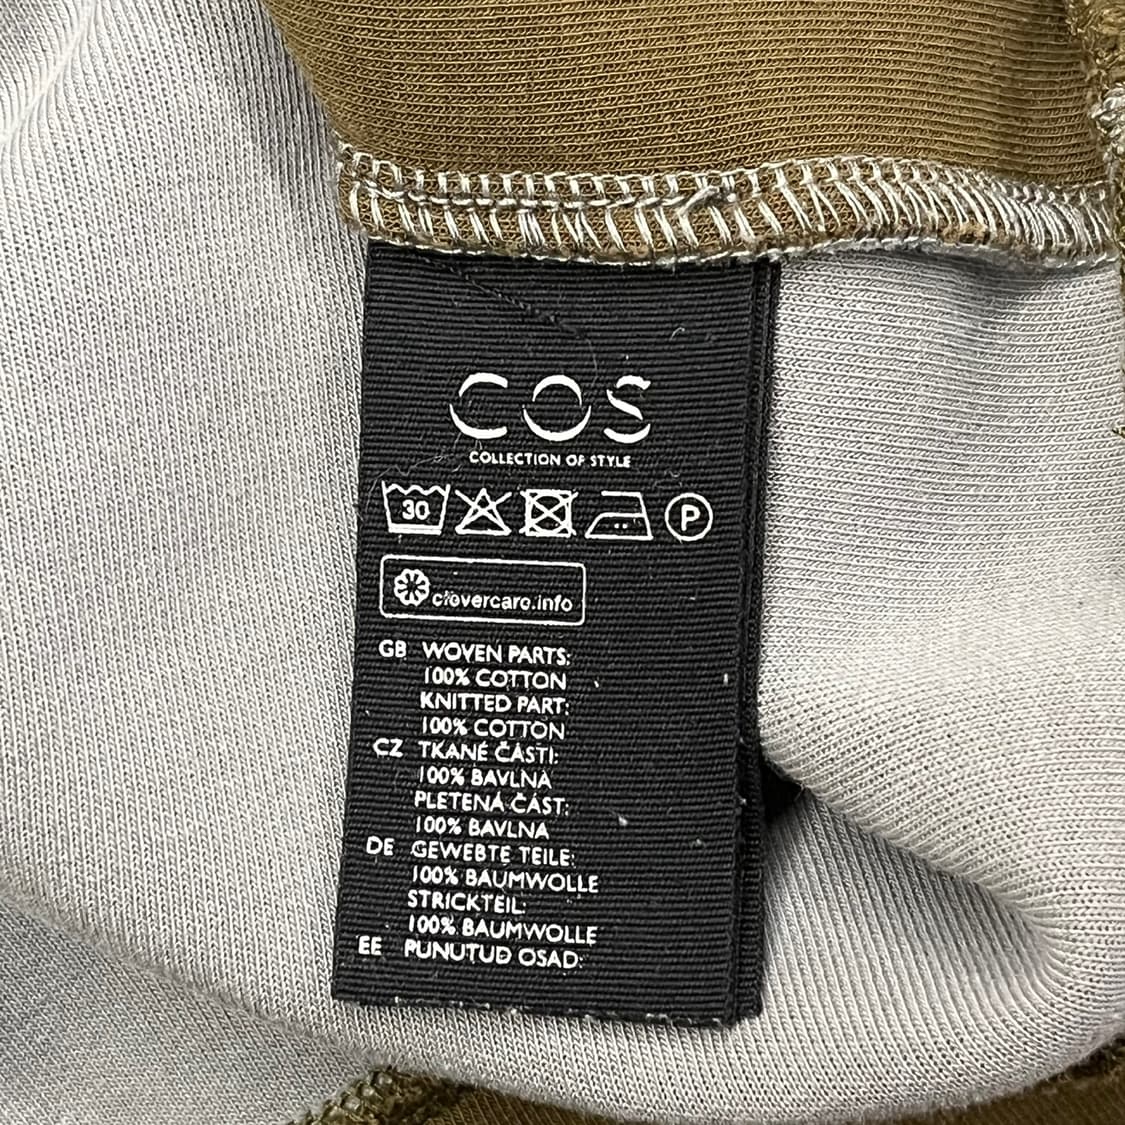 COS
COLLECTION OF STYLE
30 P
clevercare.info
GB WOVEN PARTS:
100% COTTON
KNITTED PART:
100% COTTON
CZ TKANÉ ČÁSTI:
100% BAVLNA
PLETENÁ ČÁST:
100% BAVLNA
DE GEWEBTE TEILE:
100% BAUMWOLLE
STRICKTEIL:
100% BAUMWOLLE
EE PUNUTUD OSAD: